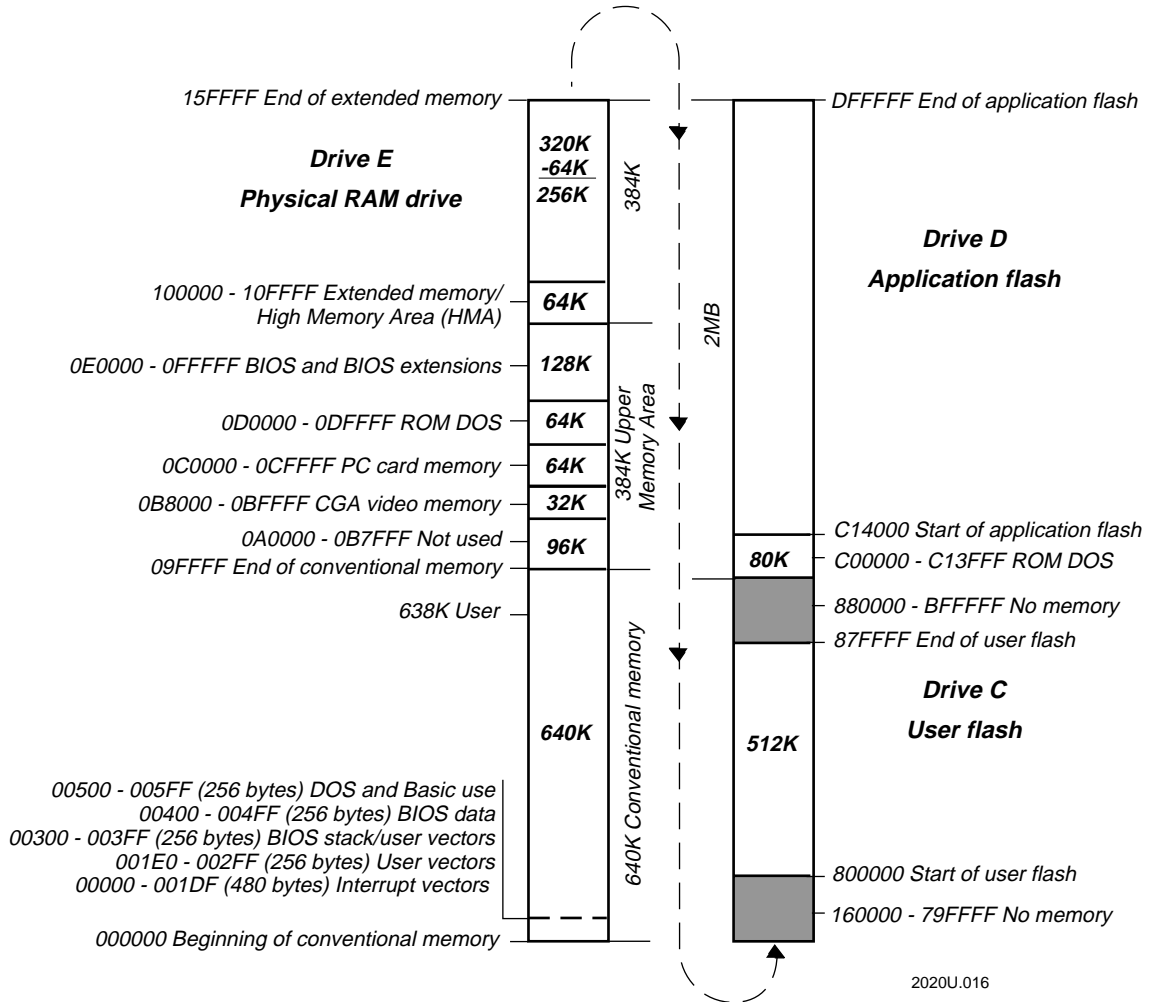 15FFFF End of extended memory
Drive E
Physical RAM drive
320K
-64K
256K
384K
100000 - 10FFFF Extended memory/
High Memory Area (HMA)
64K
0E0000 - 0FFFFF BIOS and BIOS extensions
128K
0D0000 - 0DFFFF ROM DOS
64K
0C0000 - 0CFFFF PC card memory
64K
0B8000 - 0BFFFF CGA video memory
32K
0A0000 - 0B7FFF Not used
96K
384K Upper
Memory Area
09FFFF End of conventional memory
638K User
640K
640K Conventional memory
00500 - 005FF (256 bytes) DOS and Basic use
00400 - 004FF (256 bytes) BIOS data
00300 - 003FF (256 bytes) BIOS stack/user vectors
001E0 - 002FF (256 bytes) User vectors
00000 - 001DF (480 bytes) Interrupt vectors
000000 Beginning of conventional memory
DFFFFF End of application flash
Drive D
Application flash
2MB
C14000 Start of application flash
80K
C00000 - C13FFF ROM DOS
880000 - BFFFFF No memory
87FFFF End of user flash
Drive C
User flash
512K
800000 Start of user flash
160000 - 79FFFF No memory
2020U.016